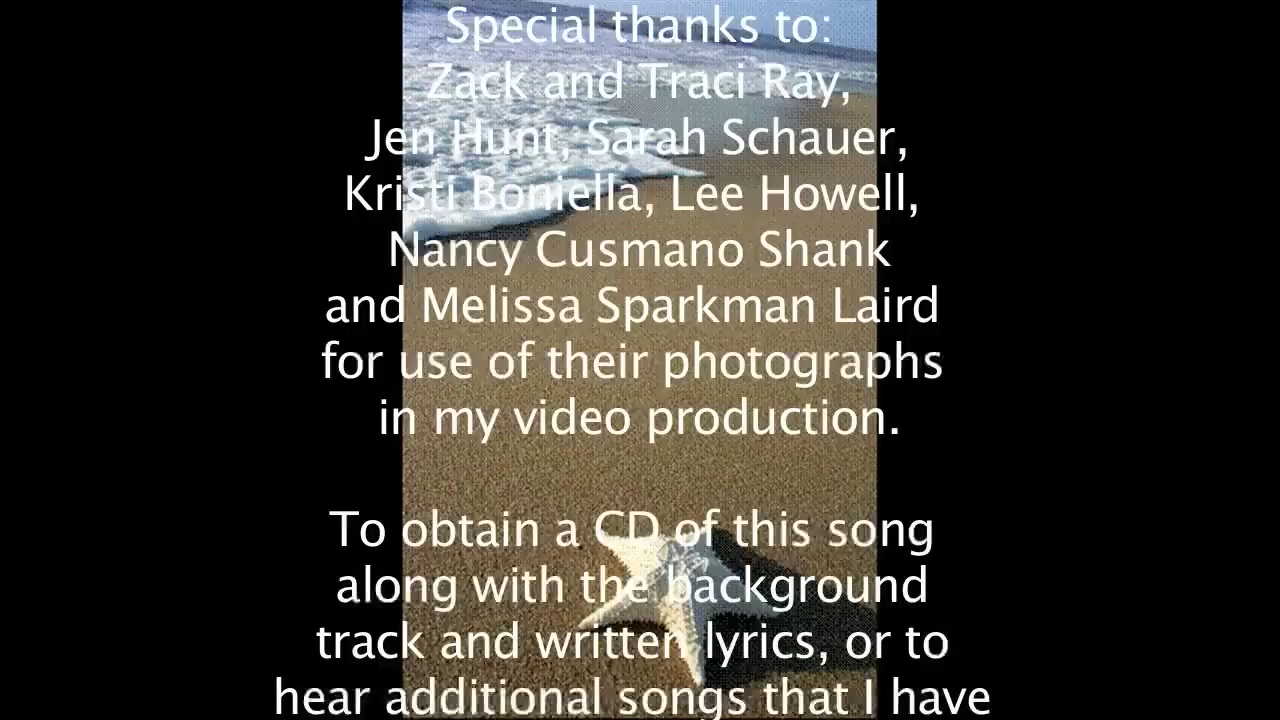 Special thanks to:
Zack and Traci Ray,
Jen Hunt, Sarah Schauer,
Kristi Boniella, Lee Howell,
Nancy Cusmano Shank
and Melissa Sparkman Laird
for use of their photographs
in my video production.
To obtain a CD of this song
along with the background
track and written lyrics, or to
hear additional songs that I have